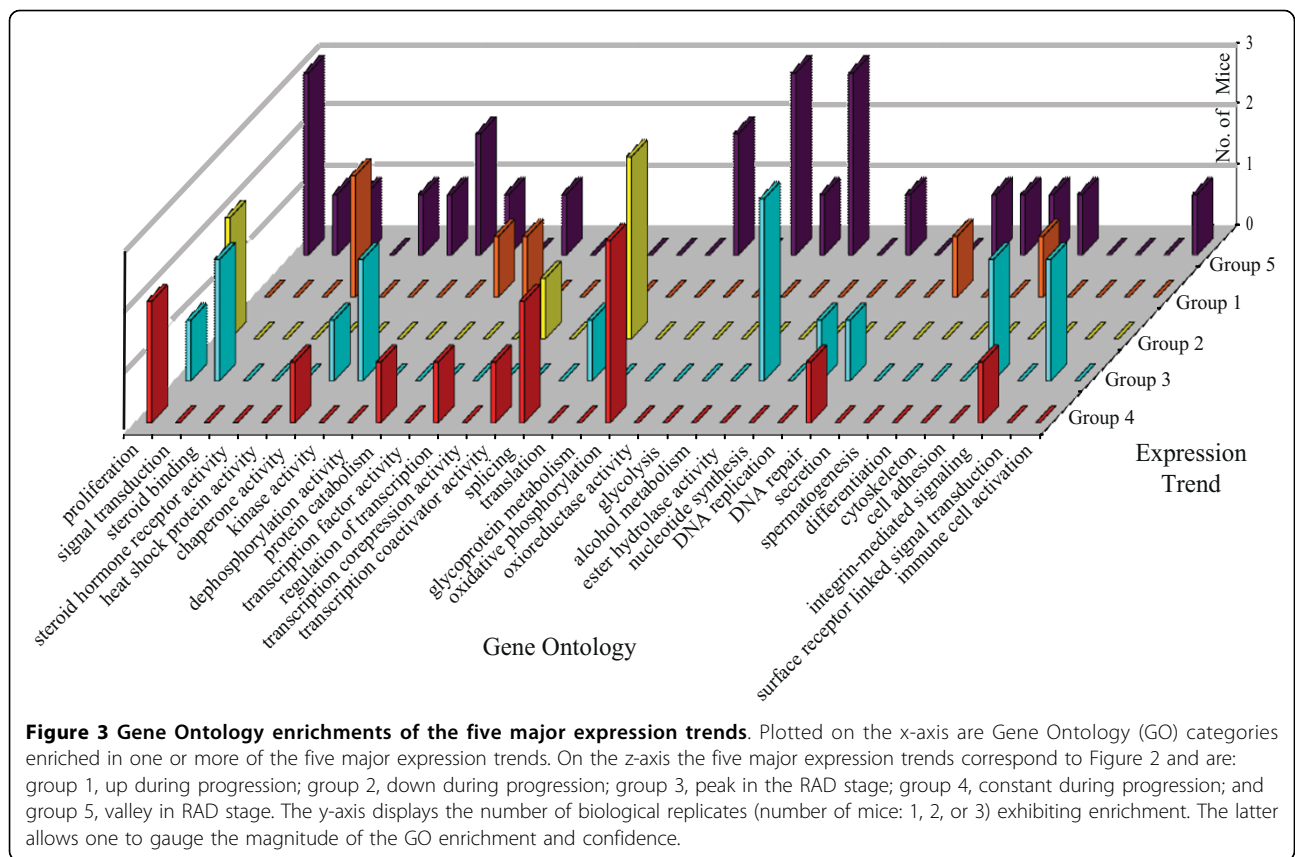 3
2
1
0
No. of Mice
Group 5
Group 1
Group 2
Group 3
Group 4
Expression
Trend
proliferation
signal transduction
steroid binding
steroid hormone receptor activity
heat shock protein activity
chaperone activity
kinase activity
dephosphorylation activity
protein catabolism
transcription factor activity
regulation of transcription
transcription corepression activity
transcription coactivator activity
splicing
translation
glycoprotein metabolism
oxidative phosphorylation
oxioreductase activity
glycolysis
alcohol metabolism
ester hydrolase activity
nucleotide synthesis
DNA replication
DNA repair
secretion
spermatogenesis
differentiation
cytoskeleton
cell adhesion
integrin-mediated signaling
surface receptor linked signal transduction
immune cell activation
Gene Ontology
Figure 3 Gene Ontology enrichments of the five major expression trends. Plotted on the x-axis are Gene Ontology (GO) categories
enriched in one or more of the five major expression trends. On the z-axis the five major expression trends correspond to Figure 2 and are:
group 1, up during progression; group 2, down during progression; group 3, peak in the RAD stage; group 4, constant during progression; and
group 5, valley in RAD stage. The y-axis displays the number of biological replicates (number of mice: 1, 2, or 3) exhibiting enrichment. The latter
allows one to gauge the magnitude of the GO enrichment and confidence.